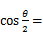 cos θ/2 =